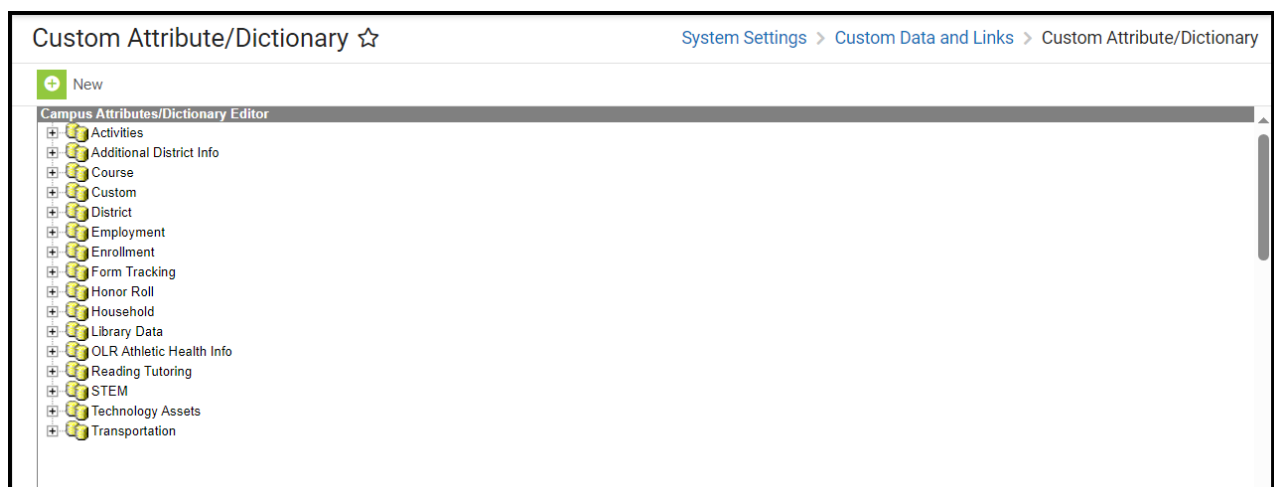 Custom Attribute/Dictionary
System Settings > Custom Data and Links > Custom Attribute/Dictionary
New
Campus Attributes/Dictionary Editor
Activities
Additional District Info
Course
Custom
District
Employment
Enrollment
Form Tracking
Honor Roll
Household
Library Data
OLR Athletic Health Info
Reading Tutoring
STEM
Technology Assets
Transportation